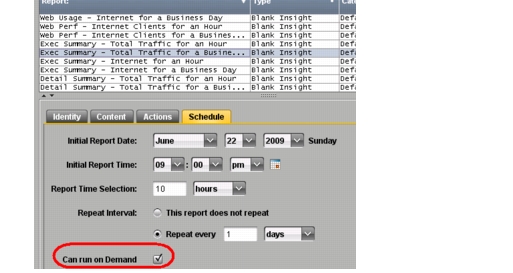 Report: Type Cat
Web Usage - Internet for a Business Day Blank Insight Defa
Web Perf - Internet Clients for an Hour Blank Insight Defa
Web Perf - Internet Clients for a Busines... Blank Insight Defa
Exec Summary - Total Traffic for an Hour Blank Insight Defa
Exec Summary - Total Traffic for a Busine... Blank Insight Defa
Exec Summary - Internet for an Hour Blank Insight Defa
Exec Summary - Internet for a Business Day Blank Insight Defa
Detail Summary - Total Traffic for an Hour Blank Insight Defa
Detail Summary - Total Traffic for a Busi... Blank Insight Defa
Identity Content Actions Schedule
Initial Report Date: June 22 2009 Sunday
Initial Report Time: 09 : 00 pm
Report Time Selection: 10 hours
Repeat Interval: This report does not repeat
Repeat every 1 days
Can run on Demand